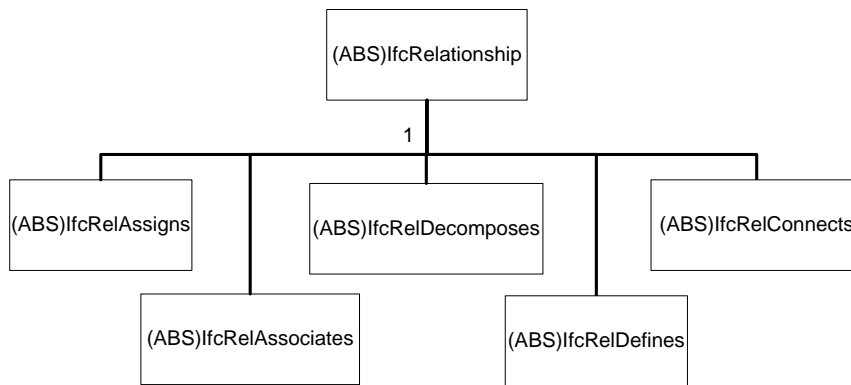 (ABS)IfcRelationship
1
(ABS)IfcRelAssigns
(ABS)IfcRelDecomposes
(ABS)IfcRelConnects
(ABS)IfcRelAssociates
(ABS)IfcRelDefines